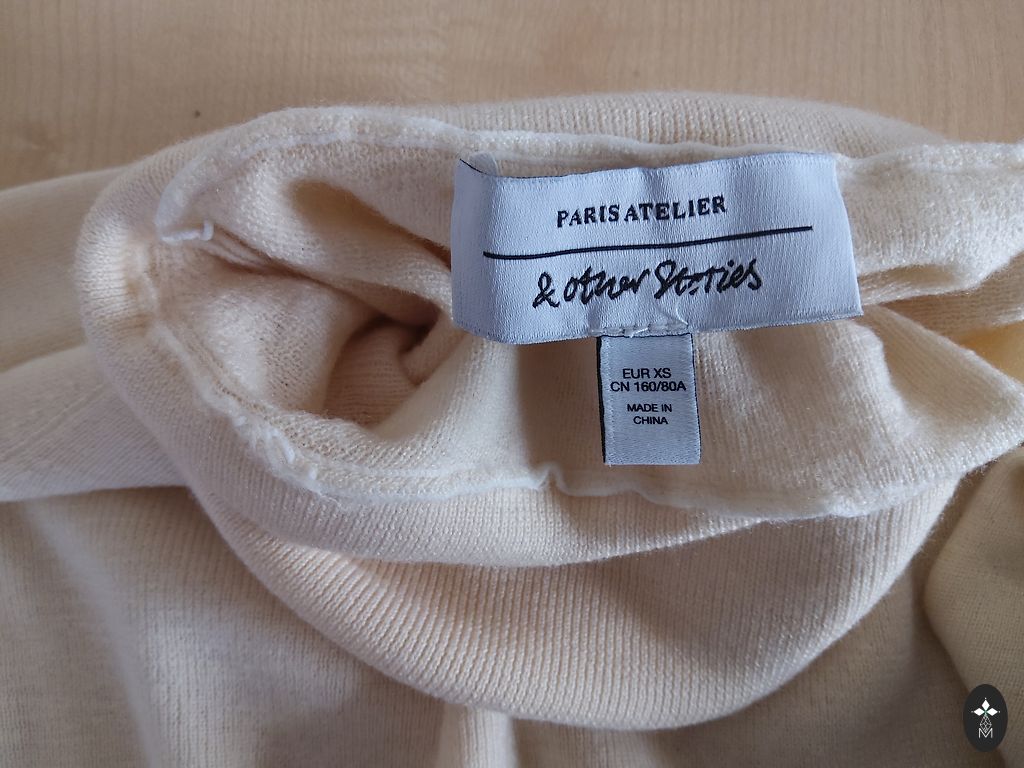 PARIS ATELIER
& other Stories
EUR XS
CN 160/80A
MADE IN
CHINA
M